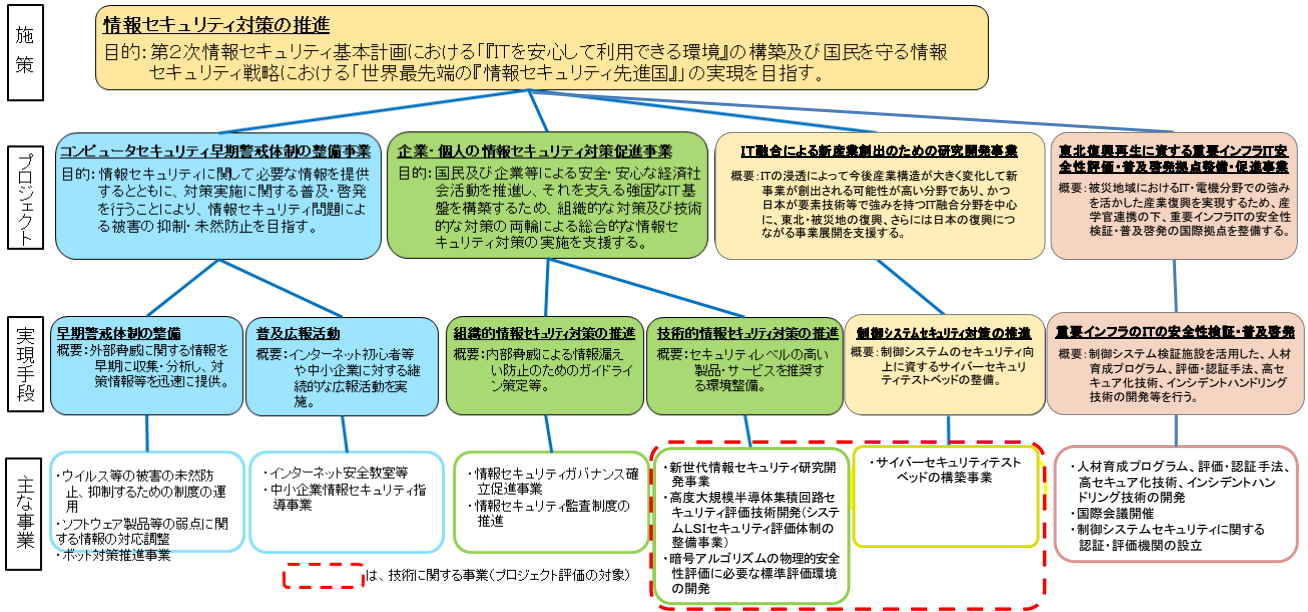 施策
情報セキュリティ対策の推進
目的：第２次情報セキュリティ基本計画における「『ITを安心して利用できる環境』の構築及び国民を守る情報
セキュリティ戦略における「世界最先端の『情報セキュリティ先進国』」の実現を目指す。
プロジェクト
コンピュータセキュリティ早期警戒体制の整備事業
目的：情報セキュリティに関して必要な情報を提供
するとともに、対策実施に関する普及・啓発
を行うことにより、情報セキュリティ問題によ
る被害の抑制・未然防止を目指す。
企業・個人の情報セキュリティ対策促進事業
目的：国民及び企業等による安全・安心な経済社
会活動を推進し、それを支える強固なIT基
盤を構築するため、組織的な対策及び技術
的な対策の両輪による総合的な情報セ
キュリティ対策の実施を支援する。
IT融合による新産業創出のための研究開発事業
概要：ITの浸透によって今後産業構造が大きく変化して新
事業が創出される可能性が高い分野であり、かつ
日本が要素技術等で強みを持つIT融合分野を中心
に、東北・被災地の復興、さらには日本の復興につ
ながる事業展開を支援する。
東北復興再生に資する重要インフラIT安
全性評価・普及啓発拠点整備・促進事業
概要：被災地域におけるIT・電機分野での強み
を活かした産業復興を実現するため、産
学官連携の下、重要インフラITの安全性
検証・普及啓発の国際拠点を整備する。
実現手段
早期警戒体制の整備
概要：外部脅威に関する情報を
早期に収集・分析し、対
策情報等を迅速に提供。
普及広報活動
概要：インターネット初心者等
や中小企業に対する継
続的な広報活動を実
施。
組織的情報セキュリティ対策の推進
概要：内部脅威による情報漏え
い防止のためのガイドライ
ン策定等。
技術的情報セキュリティ対策の推進
概要：セキュリティレベルの高い
製品・サービスを推奨す
る環境整備。
制御システムセキュリティ対策の推進
概要：制御システムのセキュリティ向
上に資するサイバーセキュリ
ティテストベッドの整備。
重要インフラのITの安全性検証・普及啓発
概要：制御システム検証施設を活用した、人材
育成プログラム、評価・認証手法、高
セキュア化技術、インシデントハンドリング
技術の開発等を行う。
主な事業
・ウイルス等の被害の未然防
止、抑制するための制度の運
用
・ソフトウェア製品等の弱点に関
する情報の対応調整
・ボット対策推進事業
・インターネット安全教室等
・中小企業情報セキュリティ指
導事業
・情報セキュリティガバナンス確
立促進事業
・情報セキュリティ監査制度の
推進
・新世代情報セキュリティ研究開
発事業
・高度大規模半導体集積回路セ
キュリティ評価技術開発（システ
ムLSIセキュリティ評価体制の
整備事業）
・暗号アルゴリズムの物理的安全
性評価に必要な標準評価環境
の開発
・サイバーセキュリティテスト
ベッドの構築事業
・人材育成プログラム、評価・認証手法、
高セキュア化技術、インシデントハン
ドリング技術の開発
・国際会議開催
・制御システムセキュリティに関する
認証・評価機関の設立
は、技術に関する事業（プロジェクト評価の対象）